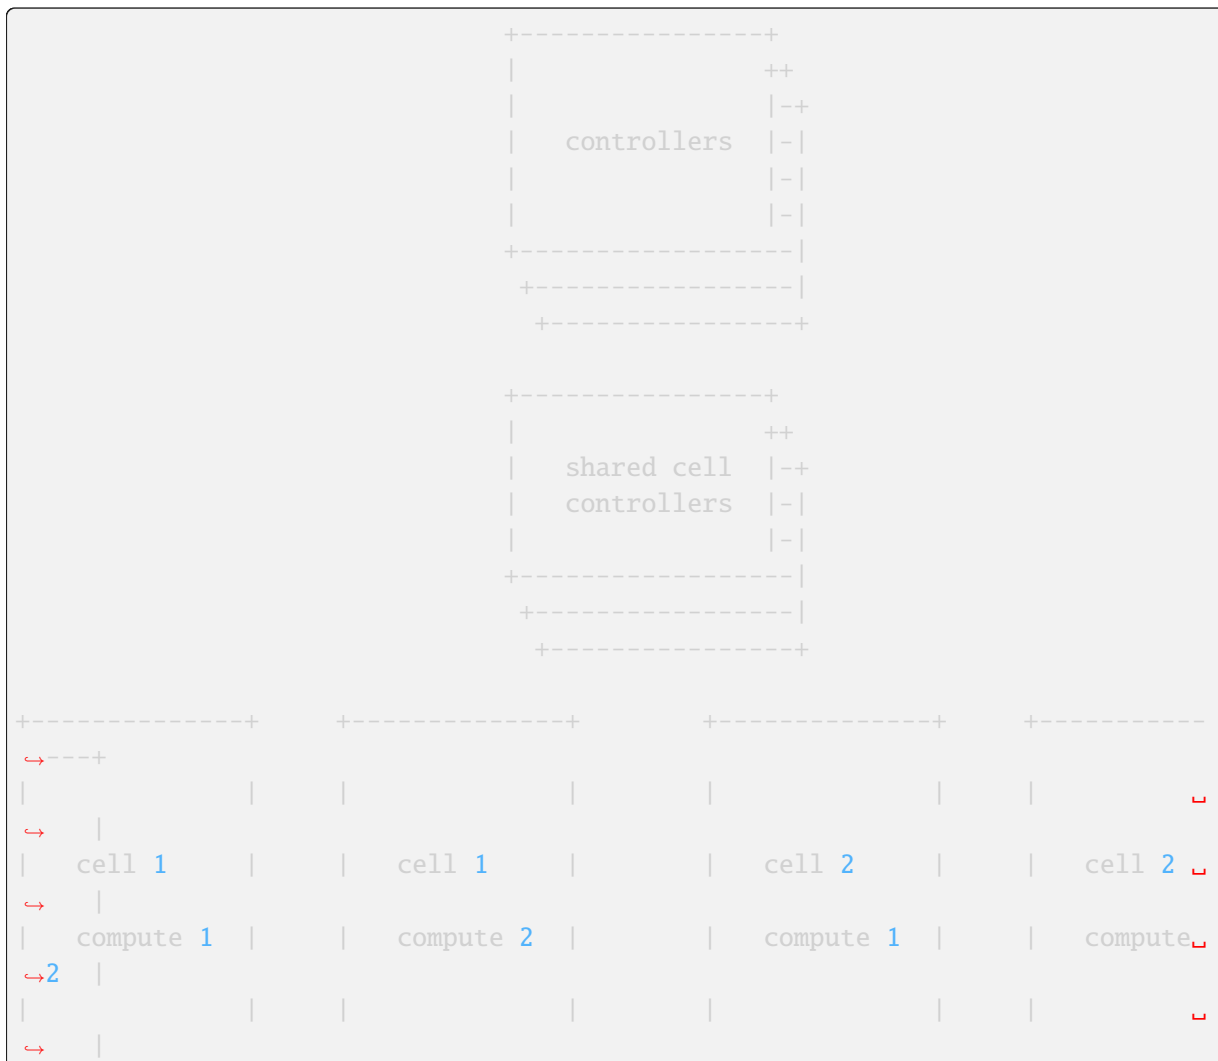 +----------------+
|                ++
|                |-+
|   controllers  |-|
|                |-|
|                |-|
+------------------|
 +-----------------|
  +----------------+
+----------------+
|                ++
|   shared cell  |-+
|   controllers  |-|
|                |-|
+------------------|
 +-----------------|
  +----------------+
+--------------+     +--------------+        +--------------+     +-----------
↪----+
|              |     |              |        |              |     |          ␣
↪   |
|   cell 1     |     |   cell 1     |        |   cell 2     |     |   cell 2 ␣
↪   |
|   compute 1  |     |   compute 2  |        |   compute 1  |     |   compute␣
↪2  |
|              |     |              |        |              |     |          ␣
↪   |